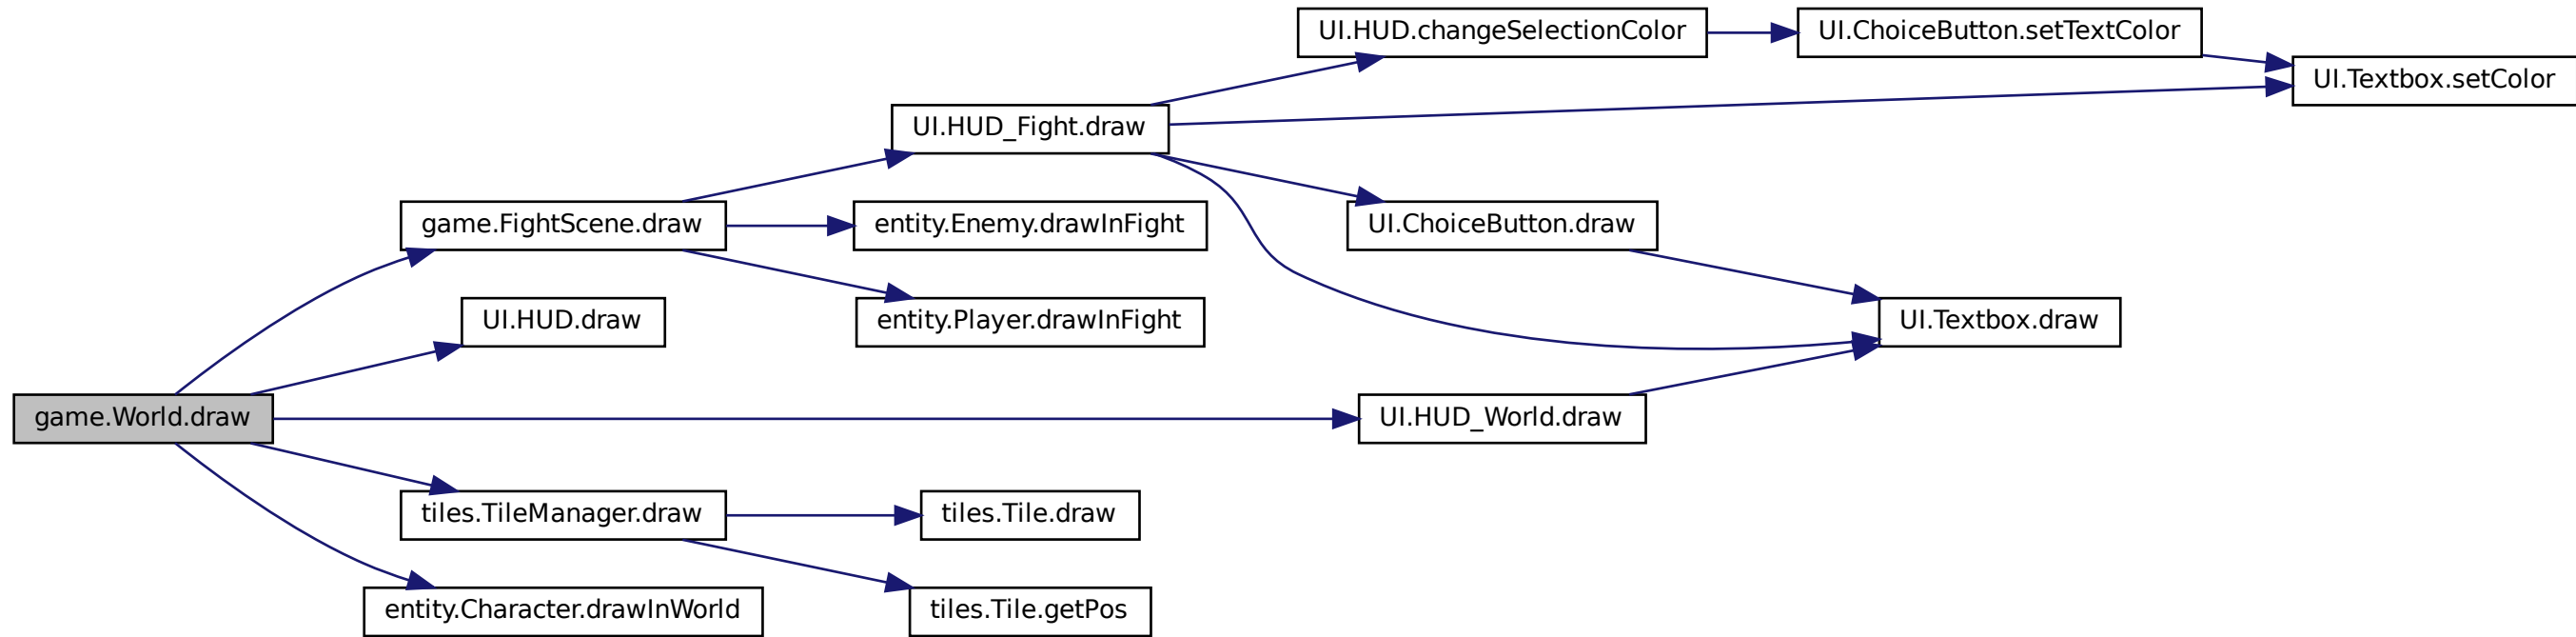 UI.HUD.changeSelectionColor
UI.ChoiceButton.setTextColor
UI.Textbox.setColor
UI.HUD_Fight.draw
game.FightScene.draw
entity.Enemy.drawInFight
UI.ChoiceButton.draw
UI.HUD.draw
entity.Player.drawInFight
UI.Textbox.draw
game.World.draw
UI.HUD_World.draw
tiles.TileManager.draw
tiles.Tile.draw
entity.Character.drawInWorld
tiles.Tile.getPos